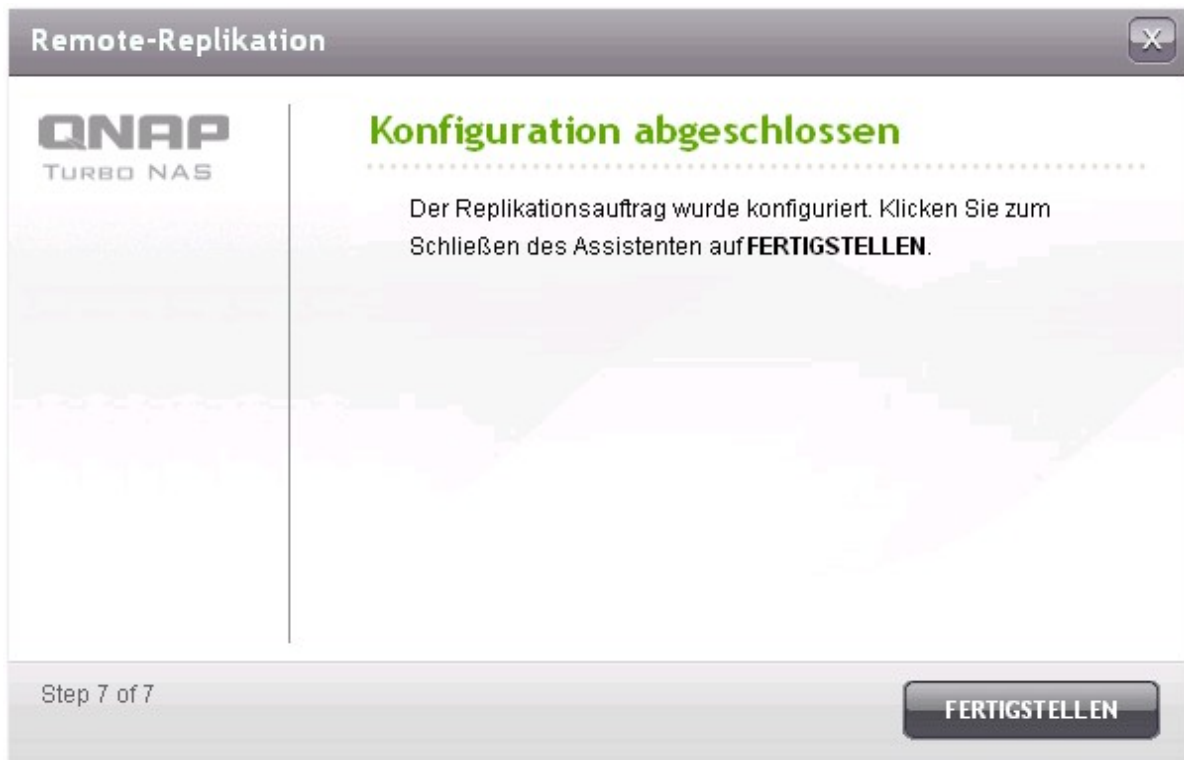 Remote-Replikation
X
QNAP
TURBO NAS
Konfiguration abgeschlossen
Der Replikationsauftrag wurde konfiguriert. Klicken Sie zum
Schließen des Assistenten auf FERTIGSTELLEN.
Step 7 of 7
FERTIGSTELLEN